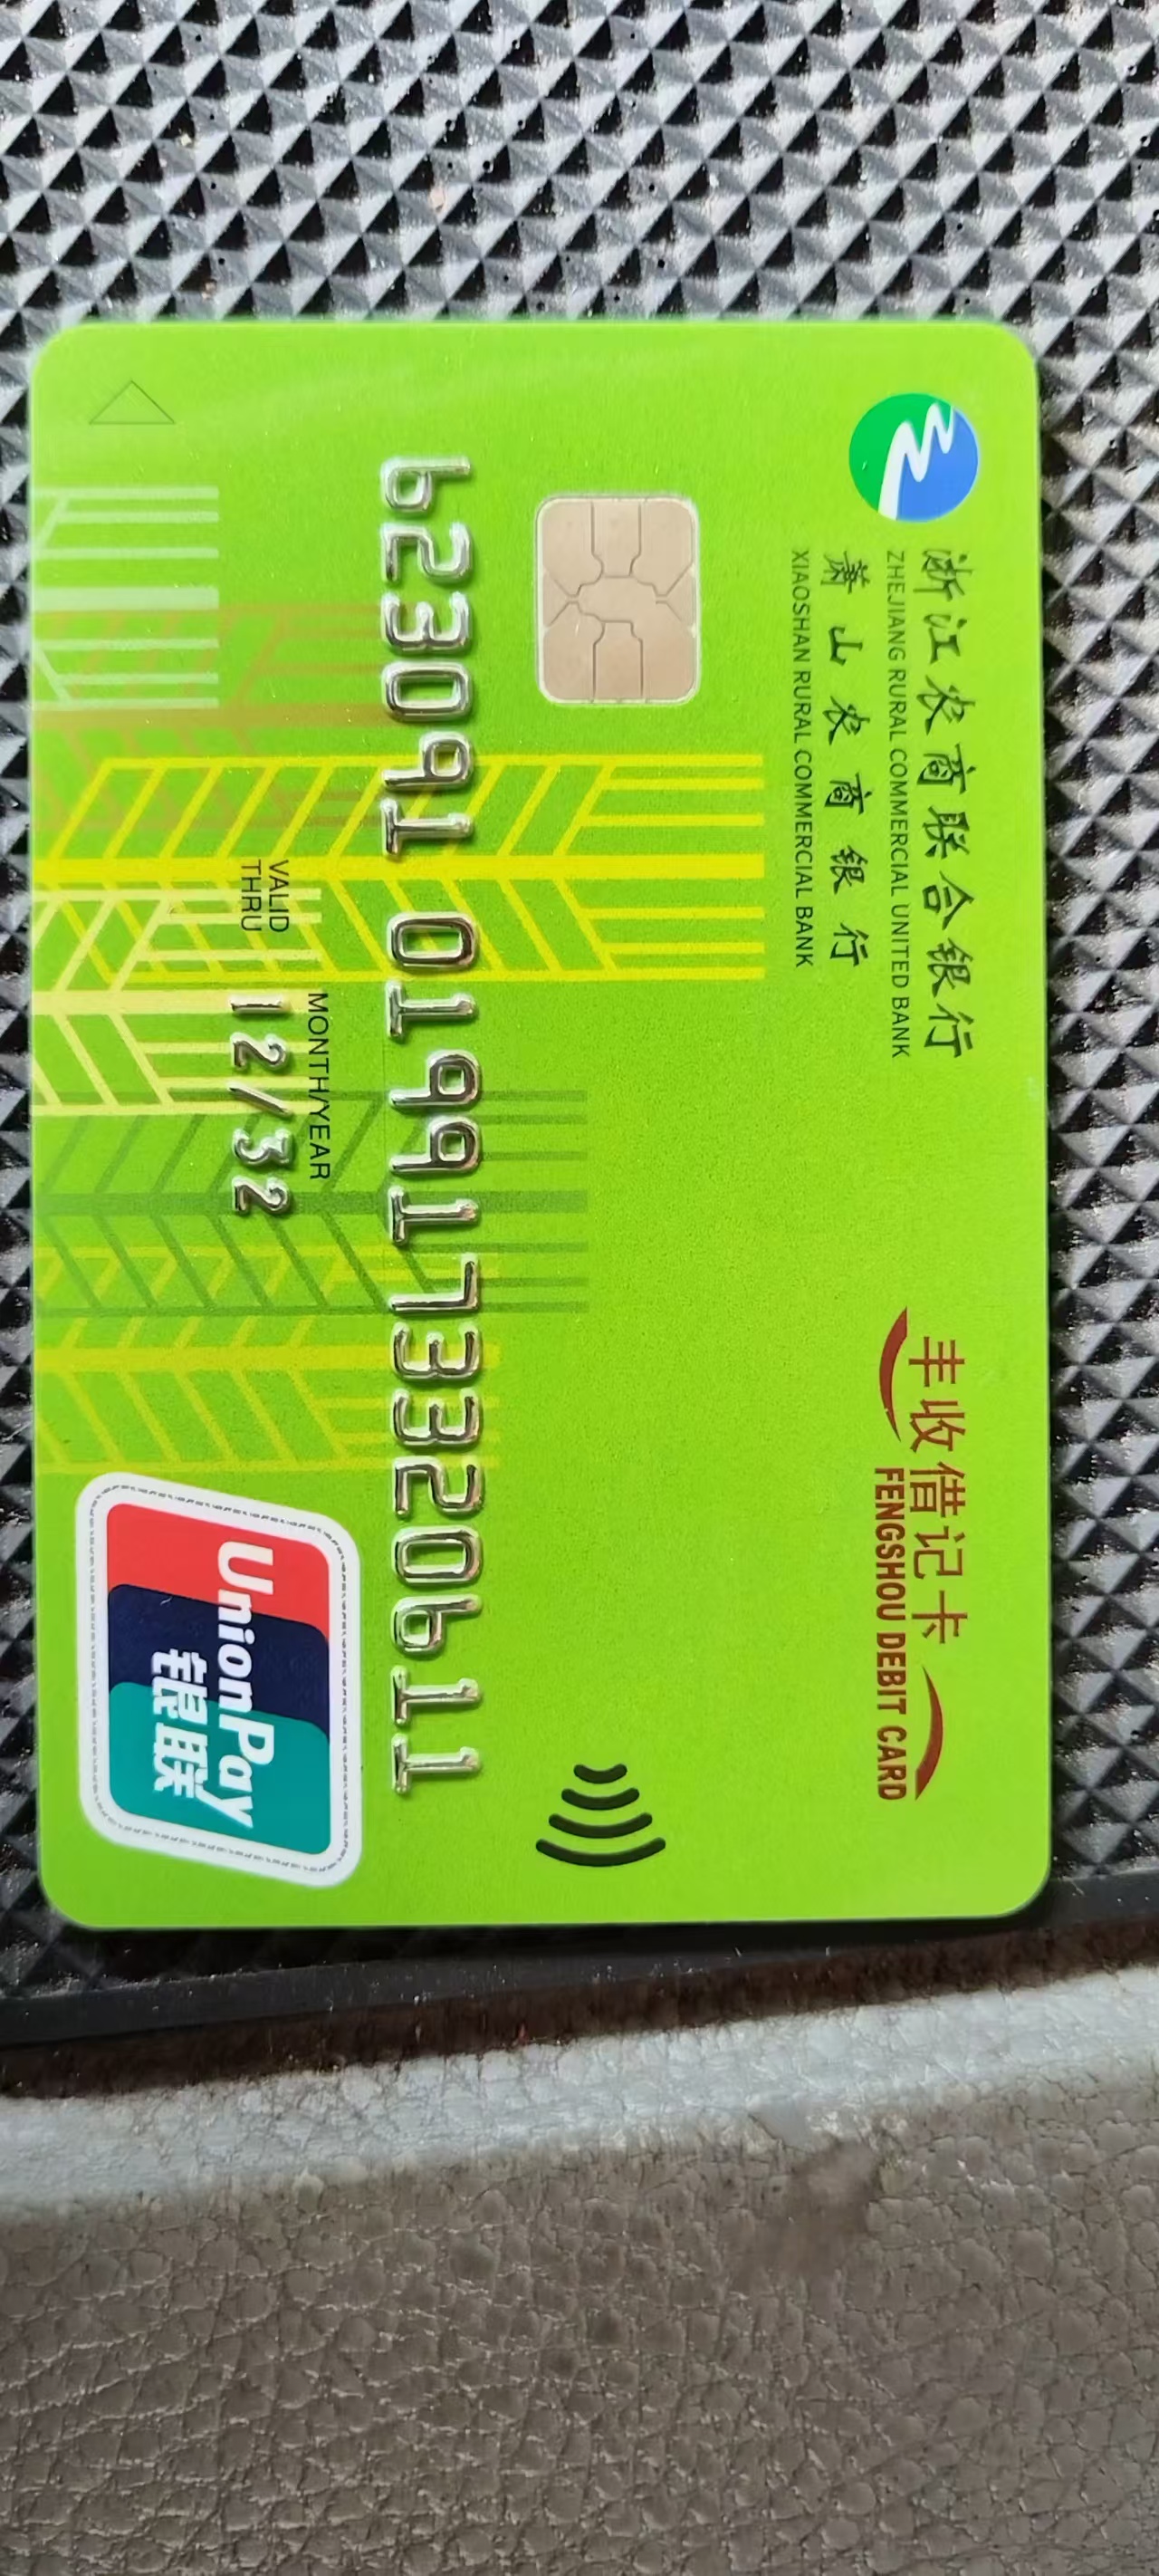 浙江农商联合银行
ZHEJIANG RURAL COMMERCIAL UNITED BANK
萧山农商银行
XIAOSHAN RURAL COMMERCIAL BANK
丰收借记卡
FENGSHOU DEBIT CARD
623091 0199173320611
MONTH/YEAR
VALID THRU
12/32
UnionPay
银联